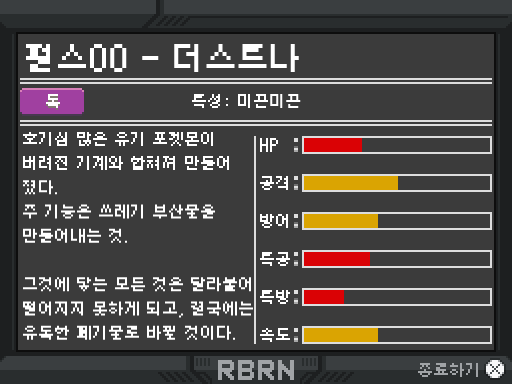 펄스00 - 더스트나
독
특성: 미끈미끈
호기심 많은 유기 포켓몬이
버려진 기계와 합쳐져 만들어
졌다.
주 기능은 쓰레기 부산물을
만들어내는 것.
그것에 닿는 모든 것은 달라붙어
떨어지지 못하게 되고, 결국에는
유독한 폐기물로 바뀔 것이다.
HP :
공격:
방어:
특공:
특방:
속도:
RBRN
종료하기